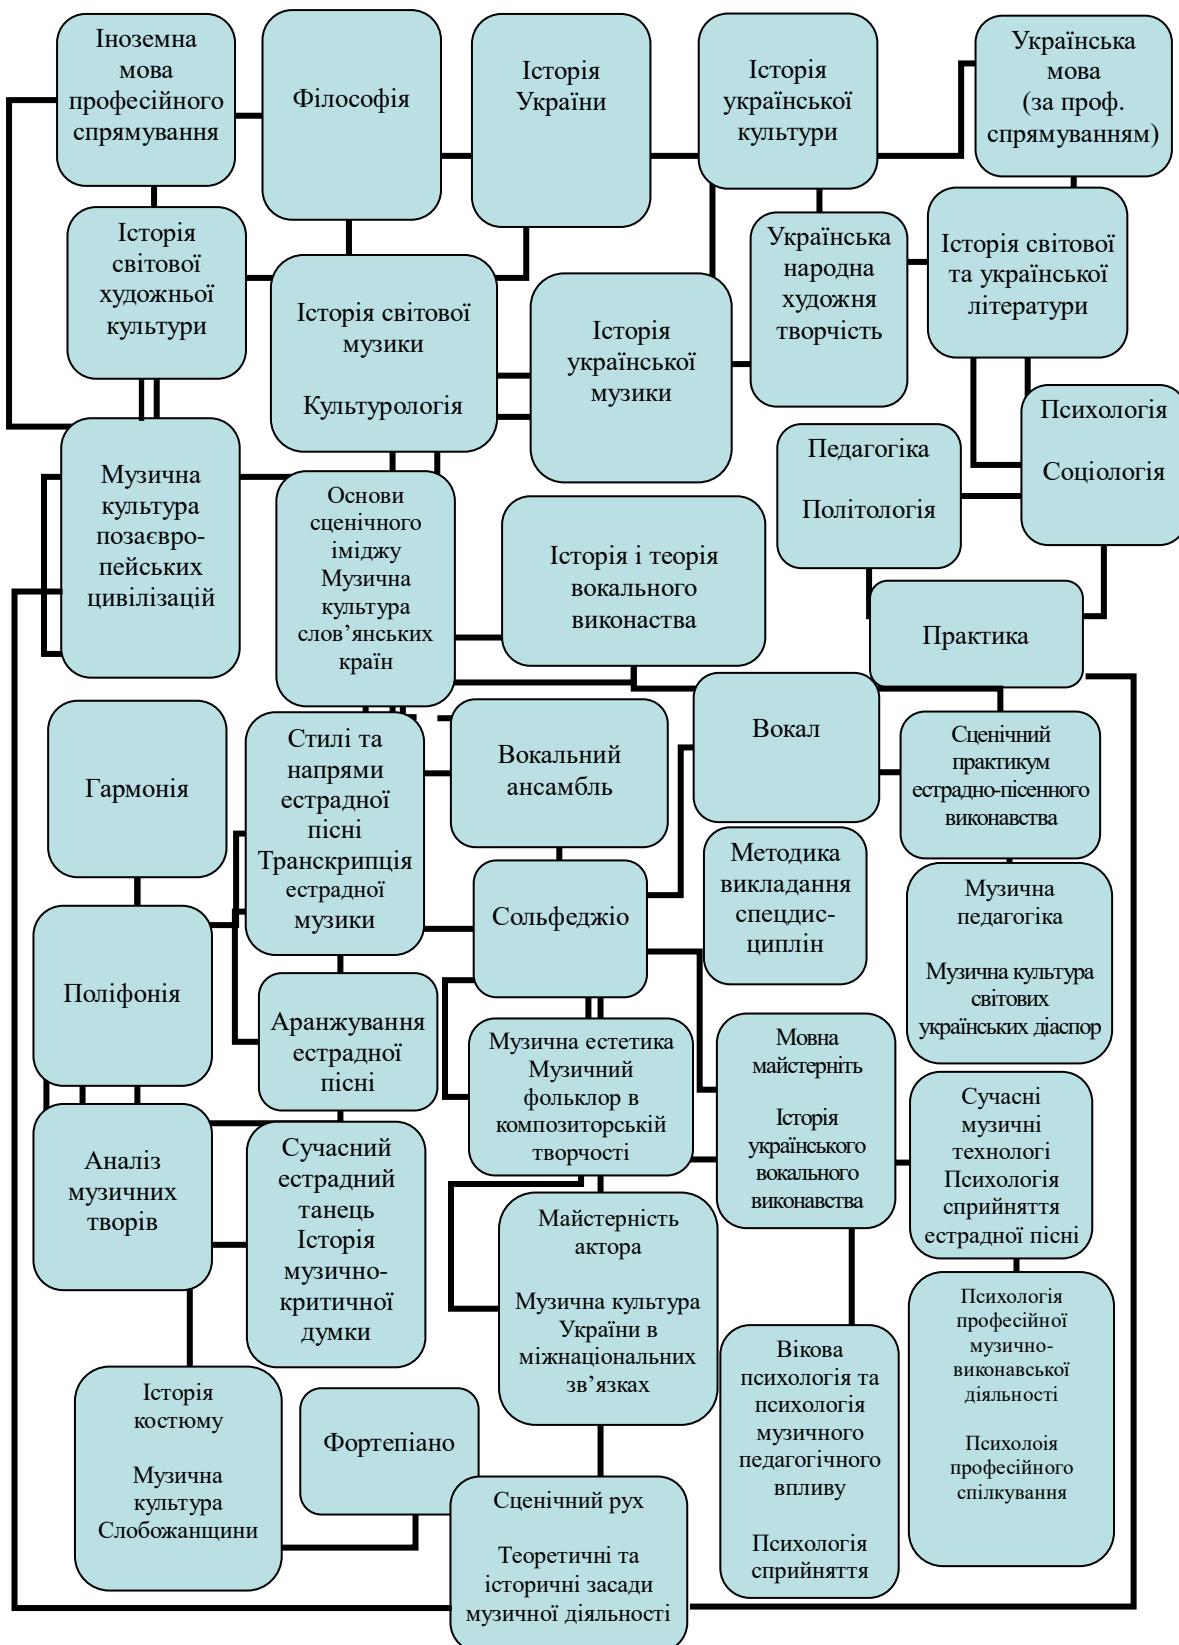 Іноземна
мова
професійного
спрямування
Філософія
Історія
України
Історія
української
культури
Українська
мова
(за проф.
спрямуванням)
Історія
світової
художньої
культури
Історія світової
музики
Культурологія
Історія
української
музики
Українська
народна
художня
творчість
Історія світової
та української
літератури
Музична
культура
позаєвро-
пейських
цивілізацій
Основи
сценічного
іміджу
Музична
культура
слов’янських
країн
Історія і теорія
вокального
виконаства
Педагогіка
Політологія
Психологія
Соціологія
Практика
Гармонія
Стилі та
напрями
естрадної
пісні
Транскрипція
естрадної
музики
Вокальний
ансамбль
Вокал
Сценічний
практикум
естрадно-пісенного
виконавства
Поліфонія
Аранжування
естрадної
пісні
Сольфеджіо
Методика
викладання
спецдис-
циплін
Музична
педагогіка
Музична культура
світових
українських діаспор
Аналіз
музичних
творів
Сучасний
естрадний
танець
Історія
музично-
критичної
думки
Музична естетика
Музичний
фольклор в
композиторській
творчості
Мовна
майстерніть
Історія
українського
вокального
виконавства
Сучасні
музичні
технологі
Психологія
сприйняття
естрадної пісні
Майстерність
актора
Музична культура
України в
міжнаціональних
зв’язках
Історія
костюму
Музична
культура
Слобожанщини
Фортепіано
Сценічний рух
Теоретичні та
історичні засади
музичної діяльності
Вікова
психологія та
психологія
музичного
педагогічного
впливу
Психологія
сприйняття
Психологія
професійної
музично-
виконавської
діяльності
Психолоія
професійного
спілкування